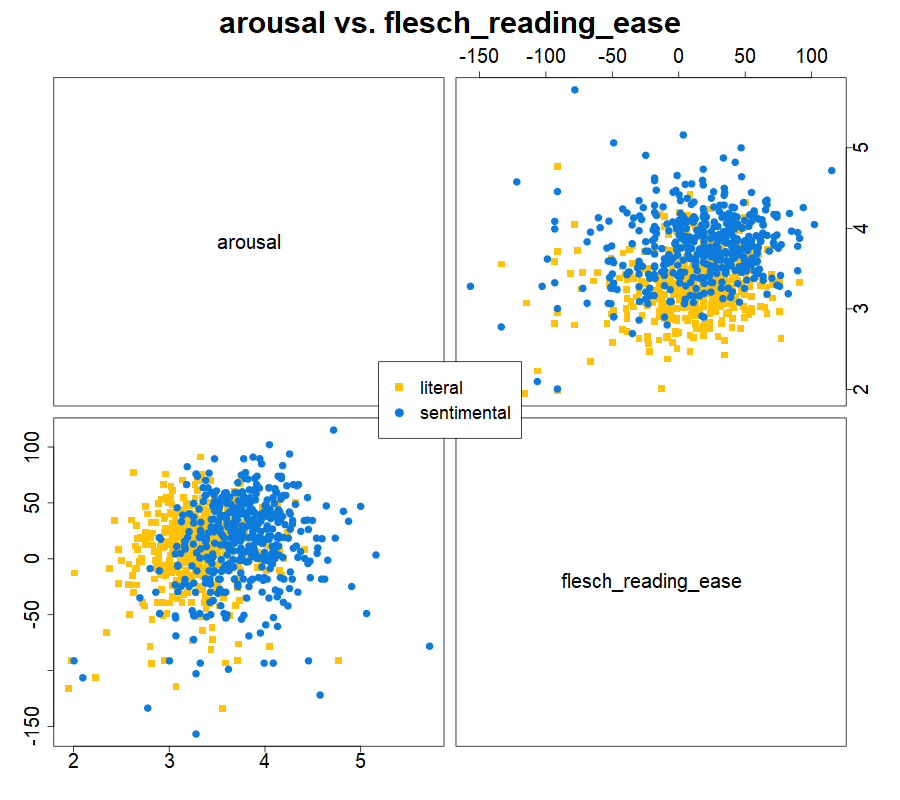 arousal vs. flesch_reading_ease
-150 -100 -50 0 50 100
arousal
5
4
3
2
literal
sentimental
100
50
0
-50
-150
flesch_reading_ease
2 3 4 5